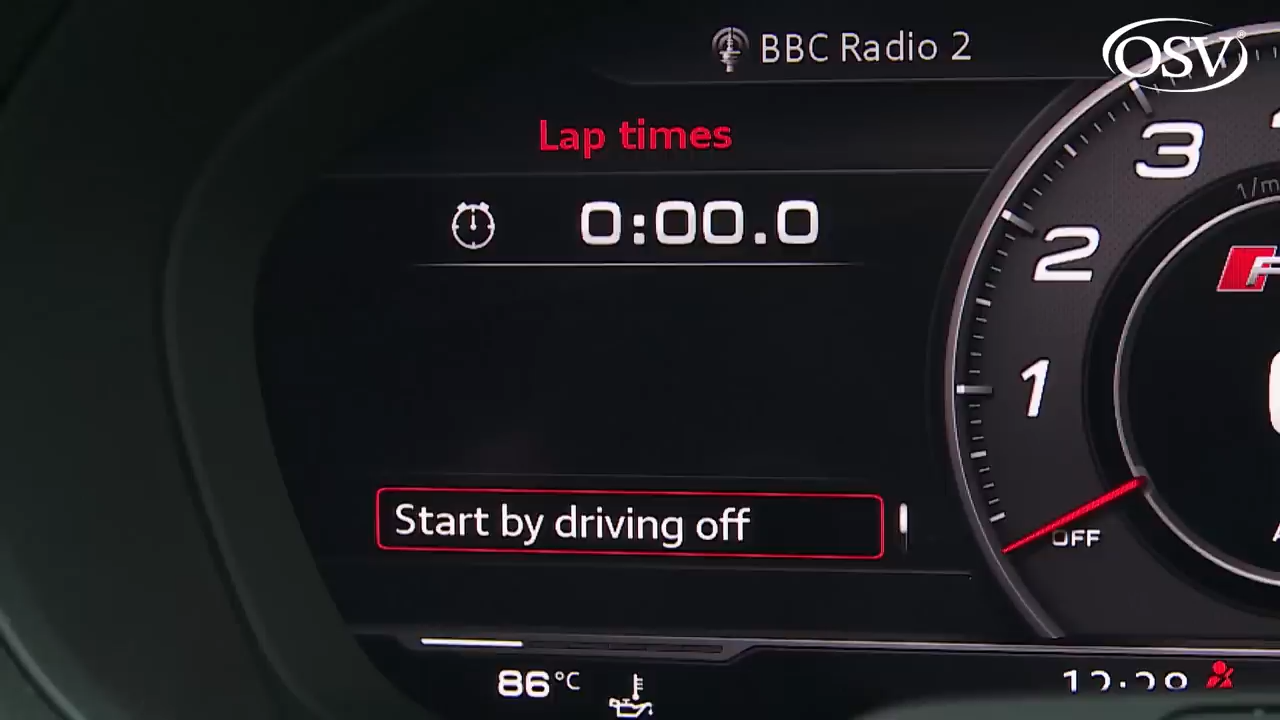 BBC Radio 2
OSV
Lap times
0:00.0
3
2
1
OFF
Start by driving off
86°C